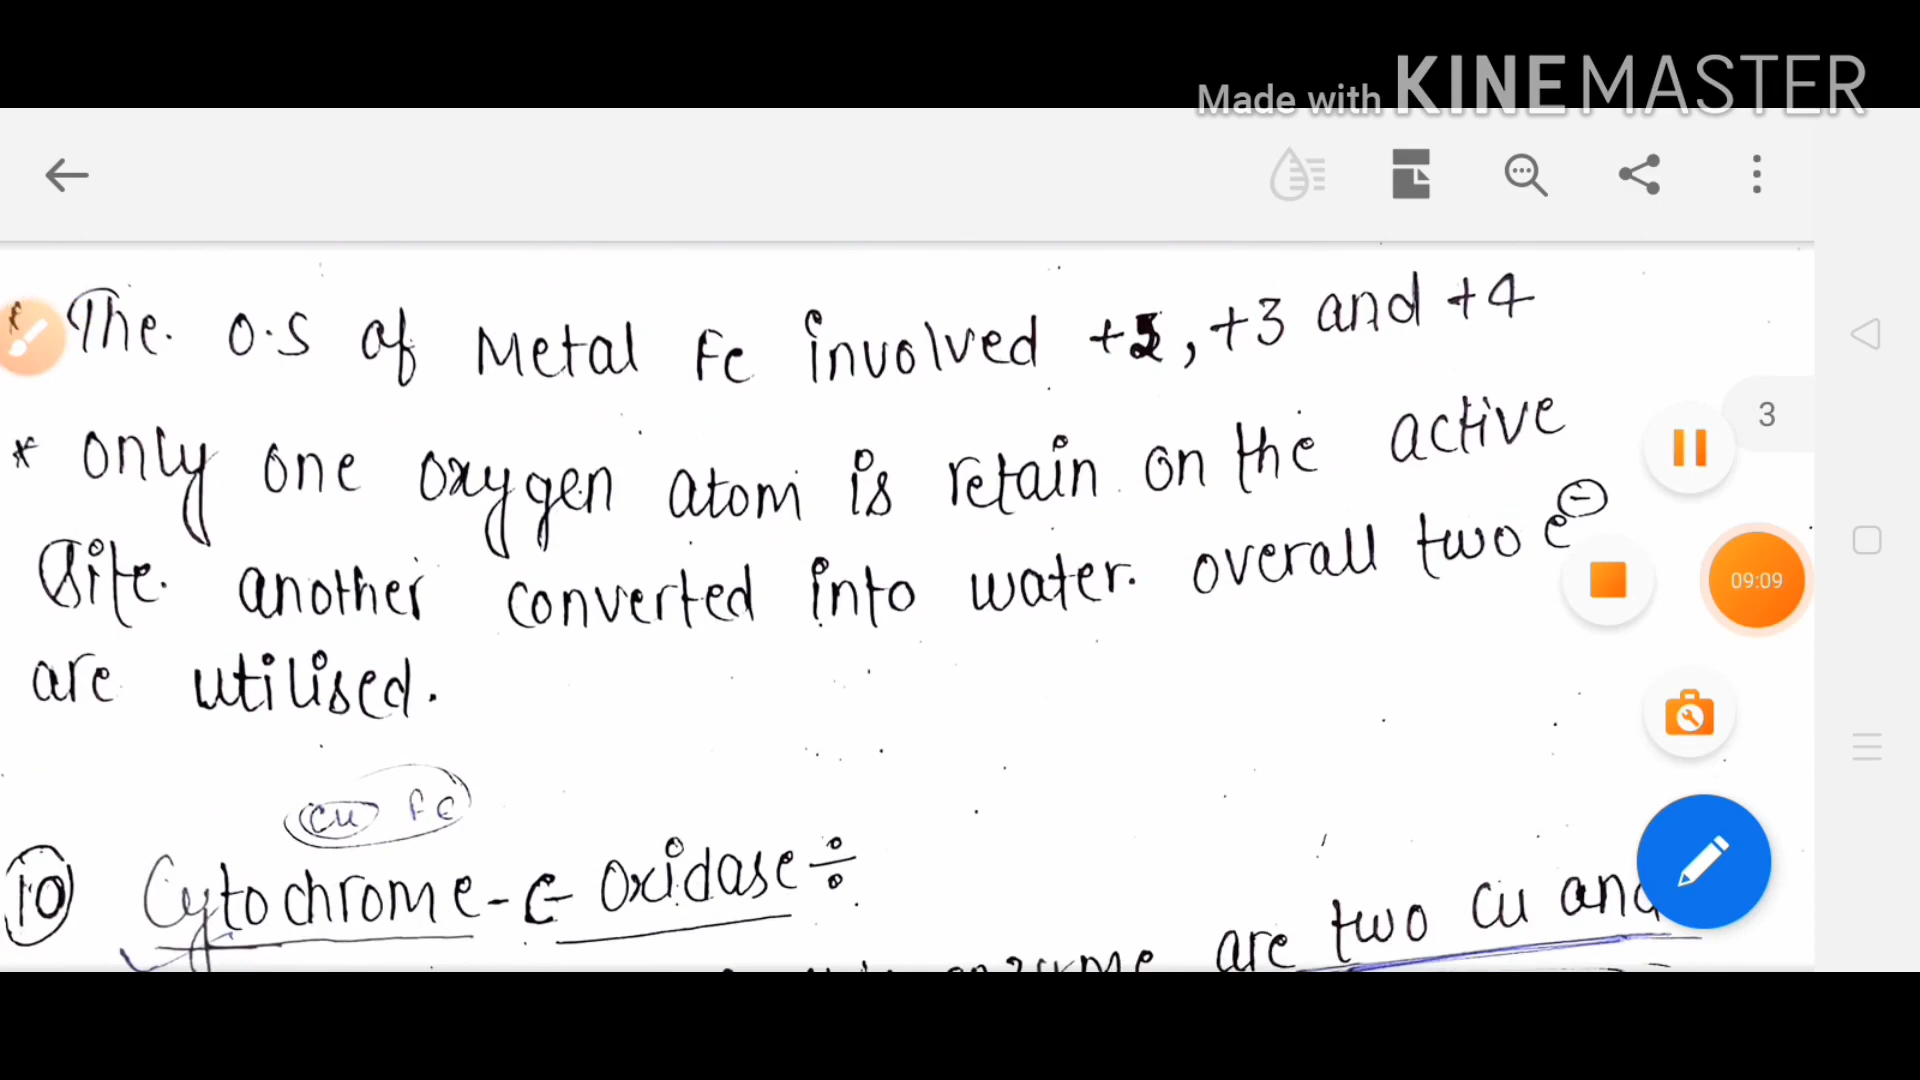 Made with KINEMASTER
The. O.S of Metal Fe involved +2, +3 and +4
3
* only one oxygen atom is retain on the active
Site. another converted into water. overall two e⊖
09:09
are utilised.
Cu Fe
10 Cytochrome-C-Oxidase÷
are two Cu and